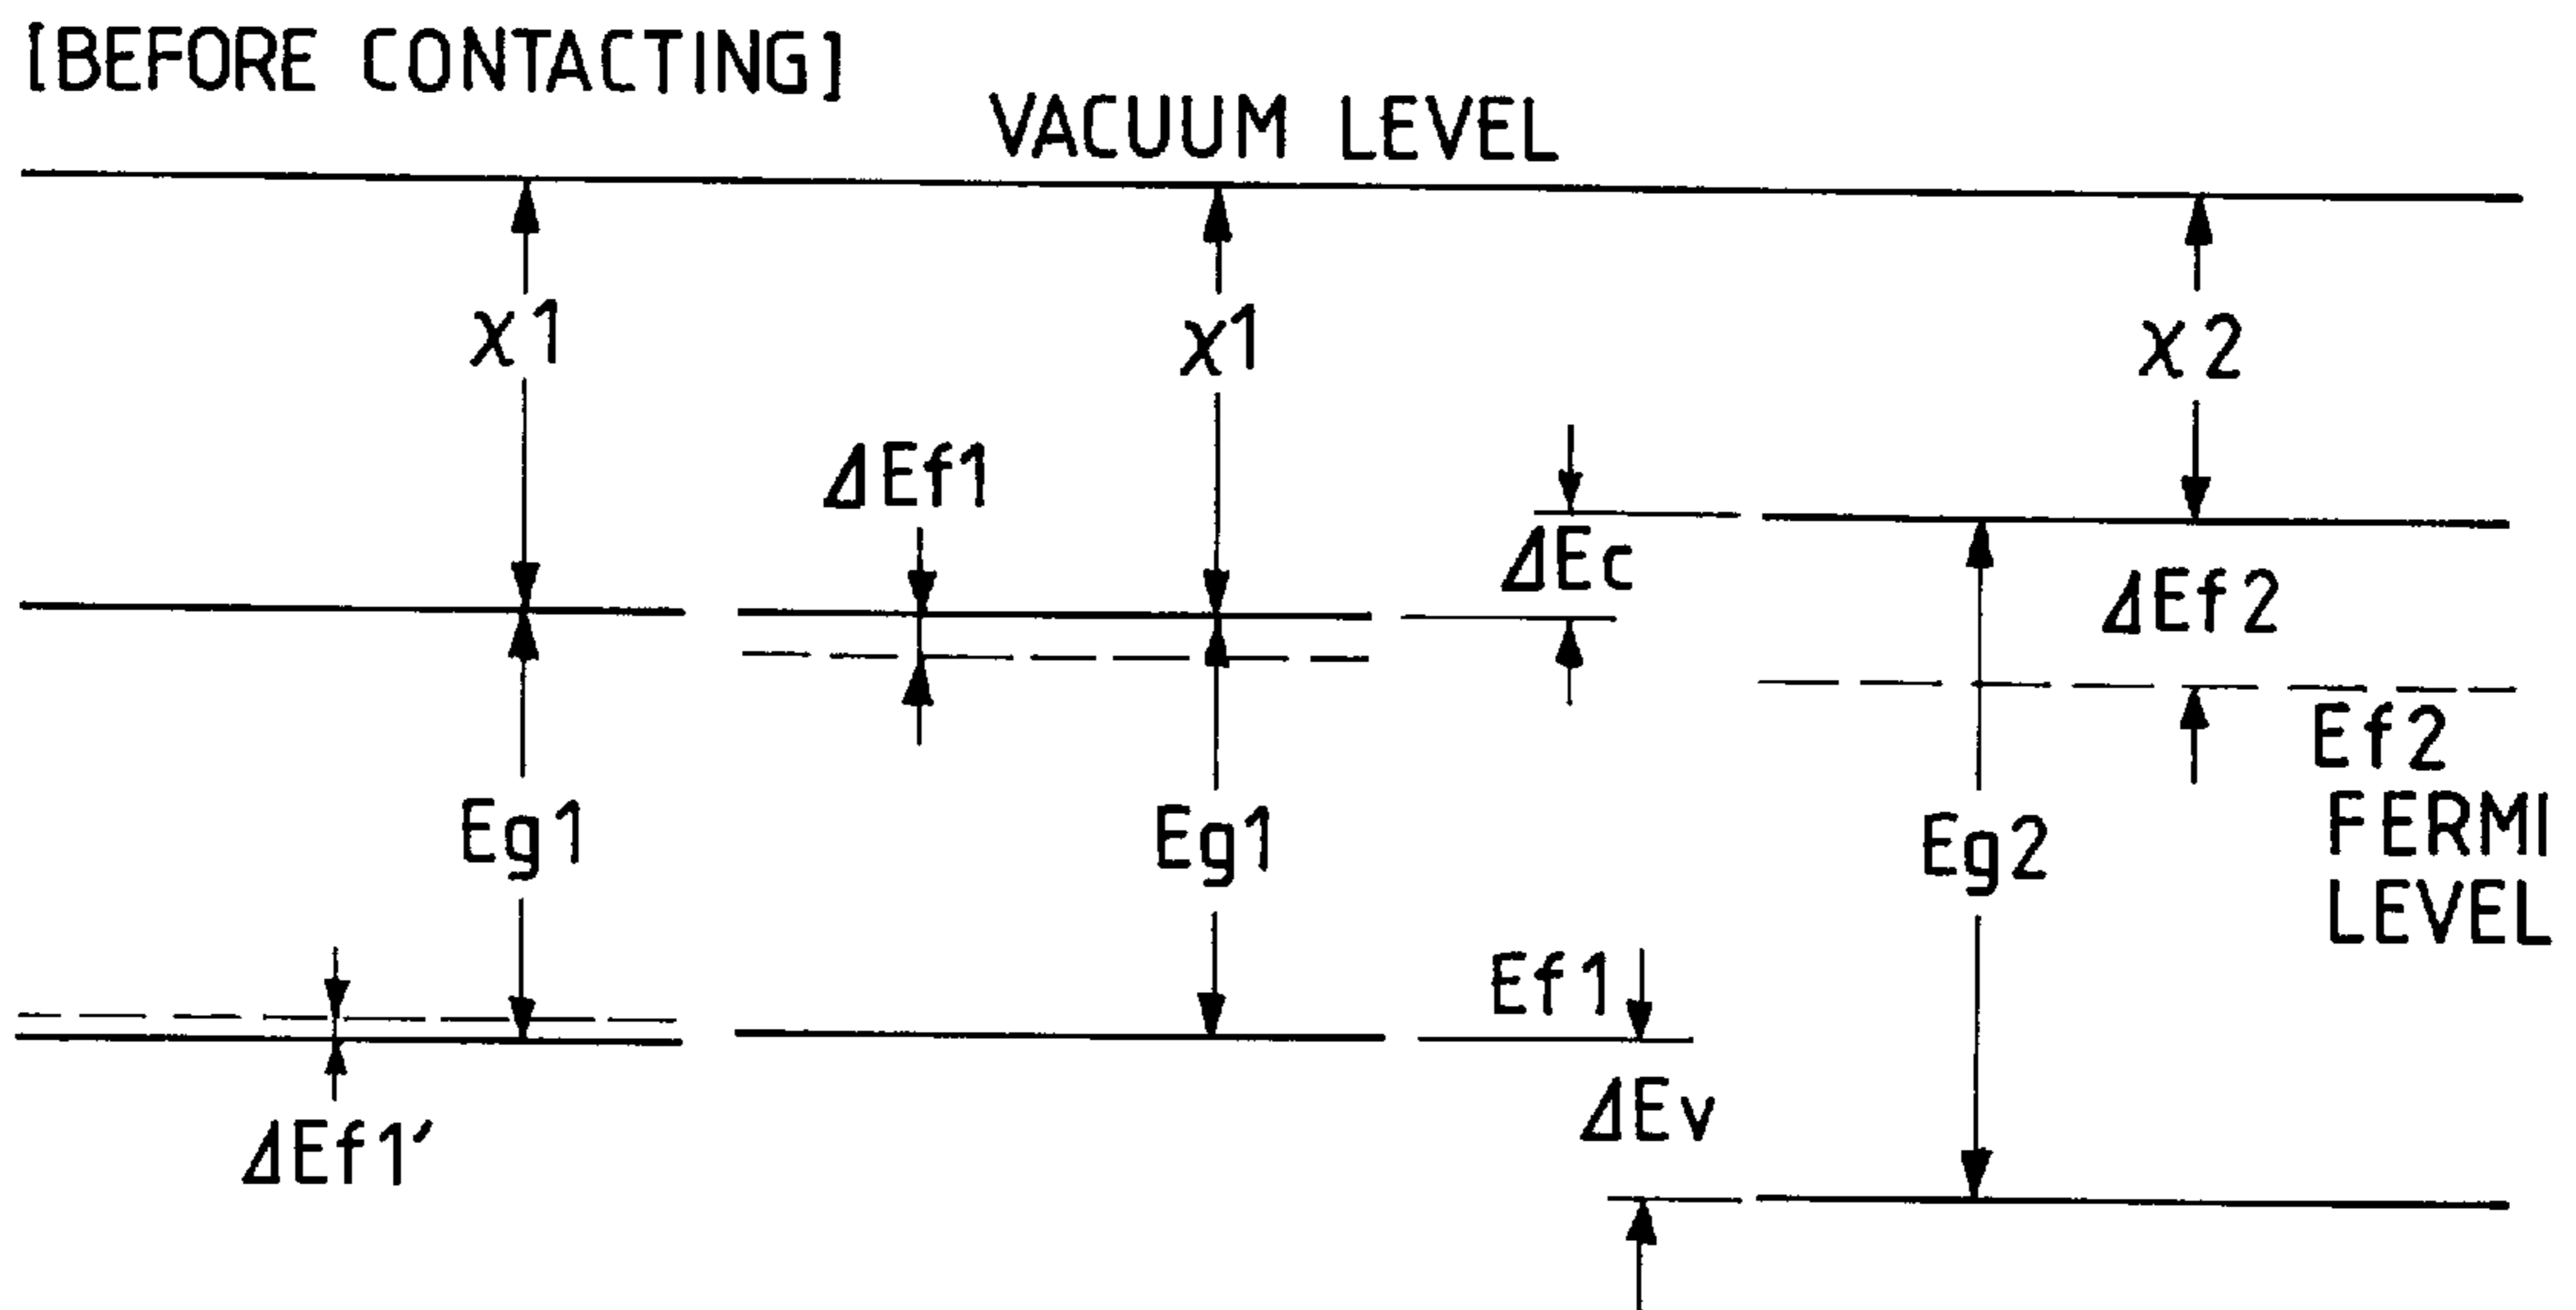 [BEFORE CONTACTING]
VACUUM LEVEL
χ1
χ1
χ2
ΔEf1
ΔEc
ΔEf2
Ef2
FERMI
LEVEL
Eg1
Eg1
Eg2
Ef1
ΔEv
ΔEf1′